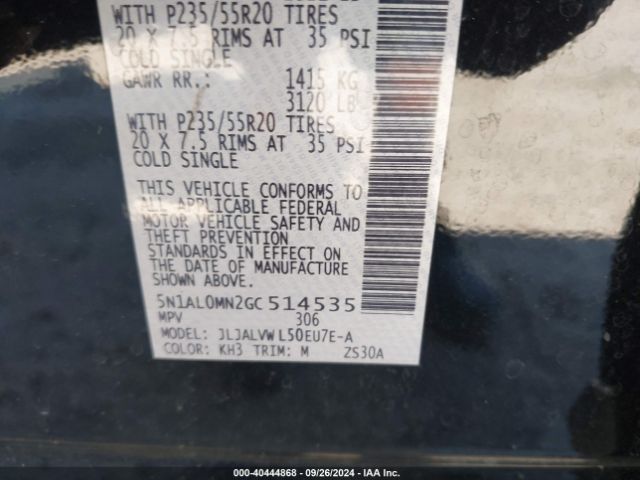 WITH P235/55R20 TIRES
20 X 7.5 RIMS AT 35 PSI
COLD SINGLE
GAWR RR.: 1415 KG
3120 LB
WITH P235/55R20 TIRES
20 X 7.5 RIMS AT 35 PSI
COLD SINGLE
THIS VEHICLE CONFORMS TO
ALL APPLICABLE FEDERAL
MOTOR VEHICLE SAFETY AND
THEFT PREVENTION
STANDARDS IN EFFECT ON
THE DATE OF MANUFACTURE
SHOWN ABOVE.
5N1AL0MN2GC514535
MPV 306
MODEL: JLJALVW L50EU7E-A
COLOR: KH3 TRIM: M ZS30A
000-40444868 - 09/26/2024 - IAA Inc.